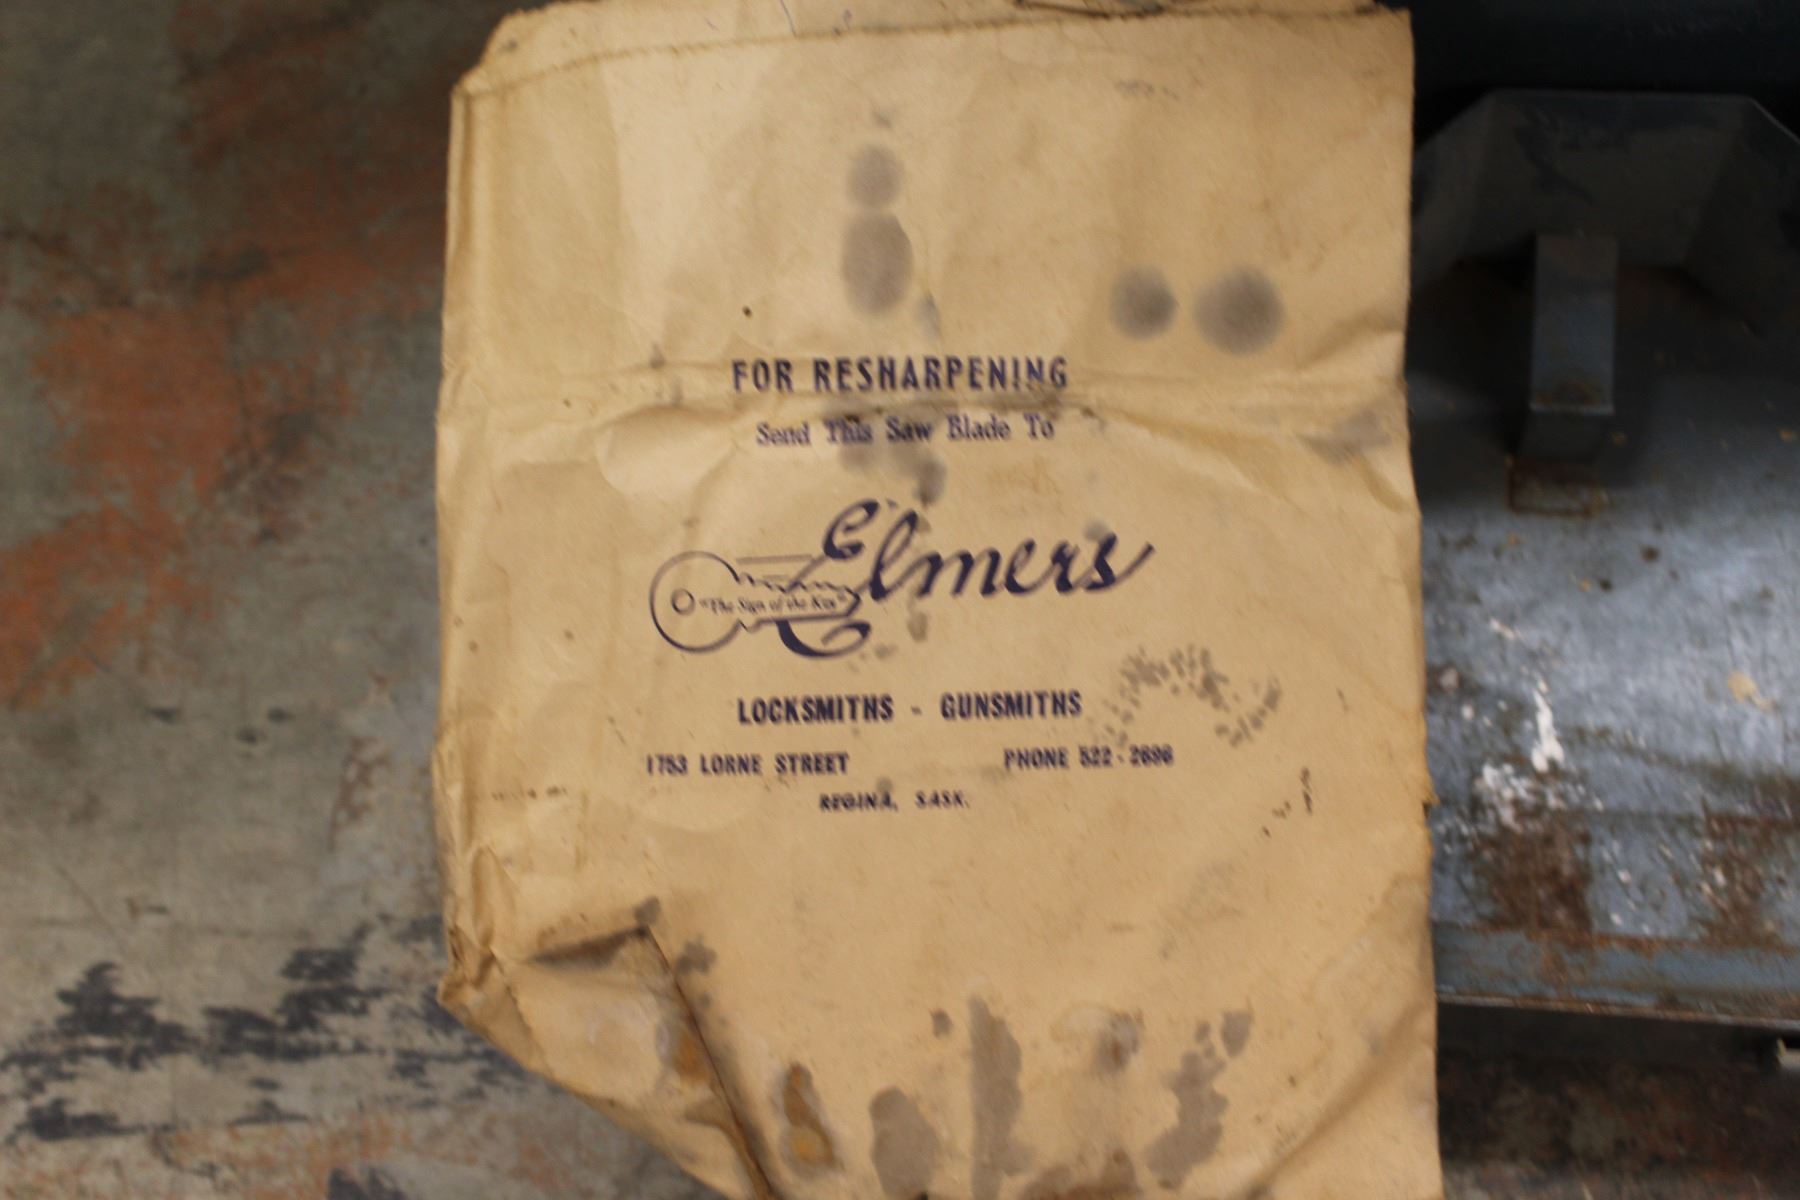 FOR RESHARPENING
Send This Saw Blade To
Elmers
"The Sign of the Key"
LOCKSMITHS - GUNSMITHS
1753 LORNE STREET PHONE 522-2696
REGINA, SASK.